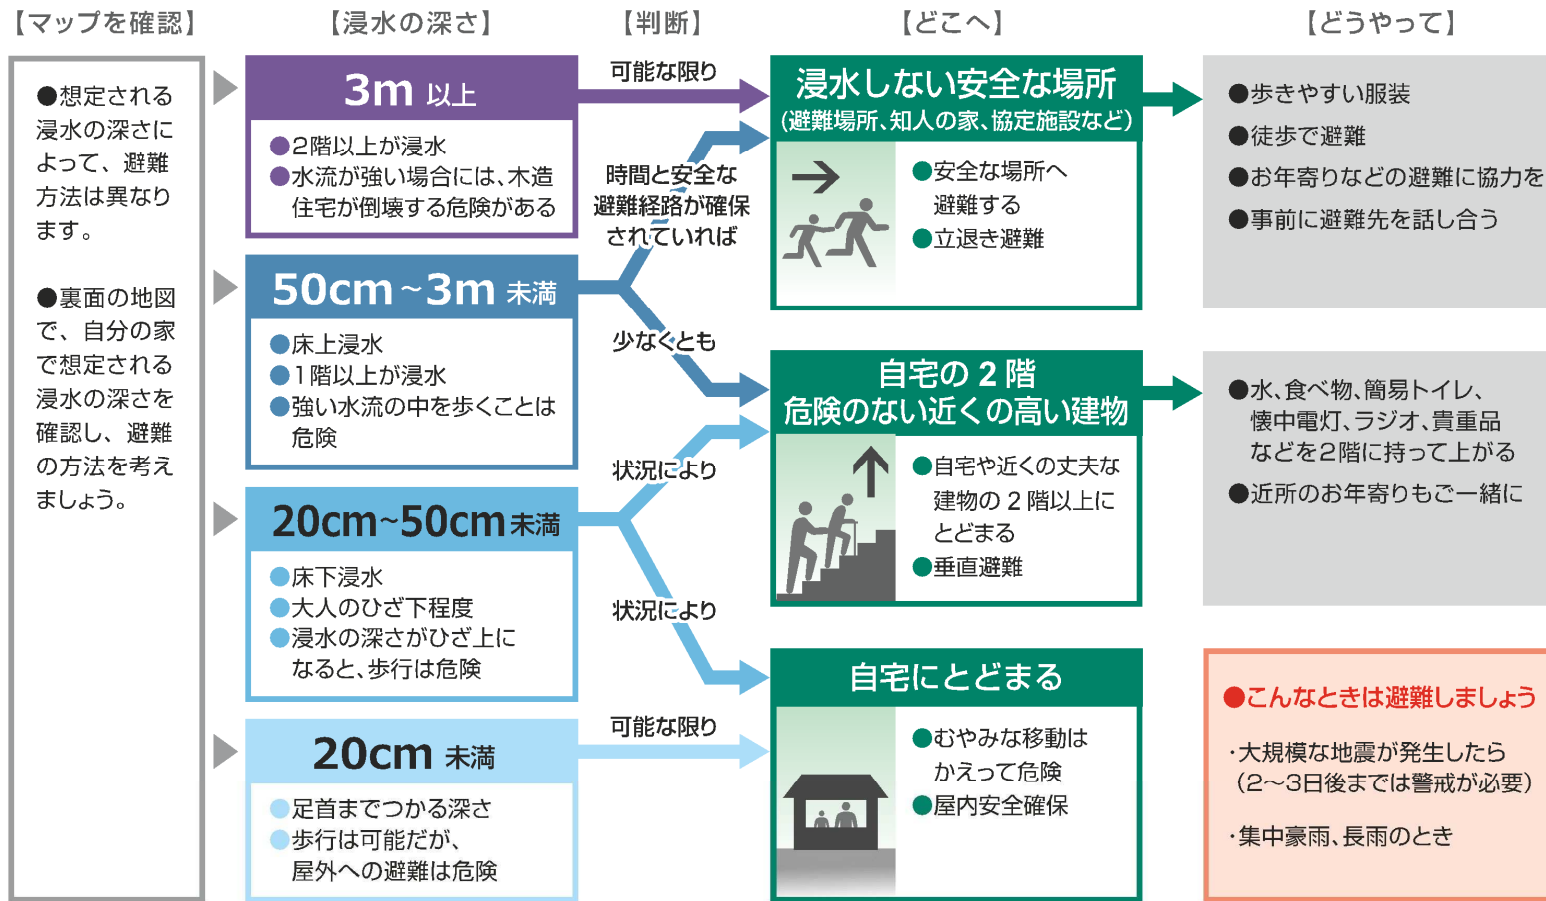 【マップを確認】
【浸水の深さ】
【判断】
【どこへ】
【どうやって】
●想定される
浸水の深さに
よって、避難
方法は異なり
ます。
●裏面の地図
で、自分の家
で想定される
浸水の深さを
確認し、避難
の方法を考え
ましょう。
3m 以上
●2階以上が浸水
●水流が強い場合には、木造
住宅が倒壊する危険がある
50cm~3m 未満
●床上浸水
●1階以上が浸水
●強い水流の中を歩くことは
危険
20cm~50cm 未満
●床下浸水
●大人のひざ下程度
●浸水の深さがひざ上に
なると、歩行は危険
20cm 未満
●足首までつかる深さ
●歩行は可能だが、
屋外への避難は危険
可能な限り
時間と安全な
避難経路が確保
されていれば
少なくとも
状況により
状況により
可能な限り
浸水しない安全な場所
(避難場所、知人の家、協定施設など)
●安全な場所へ
避難する
●立退き避難
自宅の2階
危険のない近くの高い建物
●自宅や近くの丈夫な
建物の2階以上に
とどまる
●垂直避難
自宅にとどまる
●むやみな移動は
かえって危険
●屋内安全確保
●歩きやすい服装
●徒歩で避難
●お年寄りなどの避難に協力を
●事前に避難先を話し合う
●水、食べ物、簡易トイレ、
懐中電灯、ラジオ、貴重品
などを2階に持って上がる
●近所のお年寄りもご一緒に
●こんなときは避難しましょう
・大規模な地震が発生したら
(2～3日後までは警戒が必要)
・集中豪雨、長雨のとき